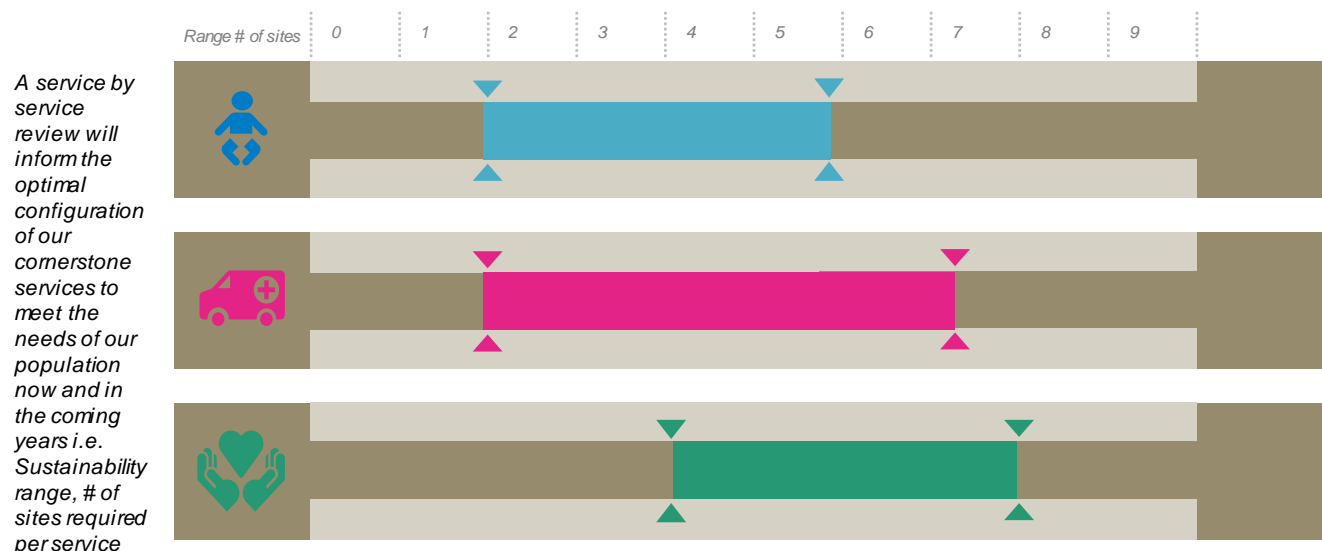 Range # of sites 0 1 2 3 4 5 6 7 8 9
A service by
service
review will
inform the
optimal
configuration
of our
cornerstone
services to
meet the
needs of our
population
now and in
the coming
years i.e.
Sustainability
range, # of
sites required
per service